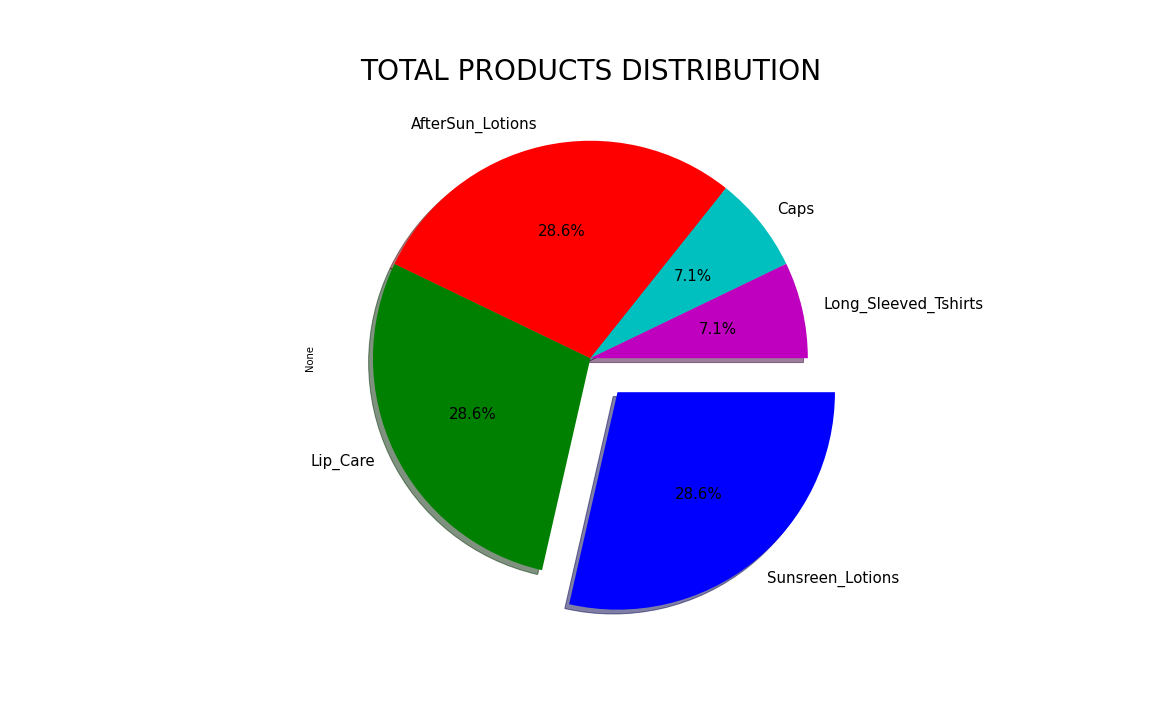 TOTAL PRODUCTS DISTRIBUTION
AfterSun_Lotions
Caps
28.6%
7.1%
Long_Sleeved_Tshirts
7.1%
None
28.6%
Lip_Care
28.6%
Sunsreen_Lotions